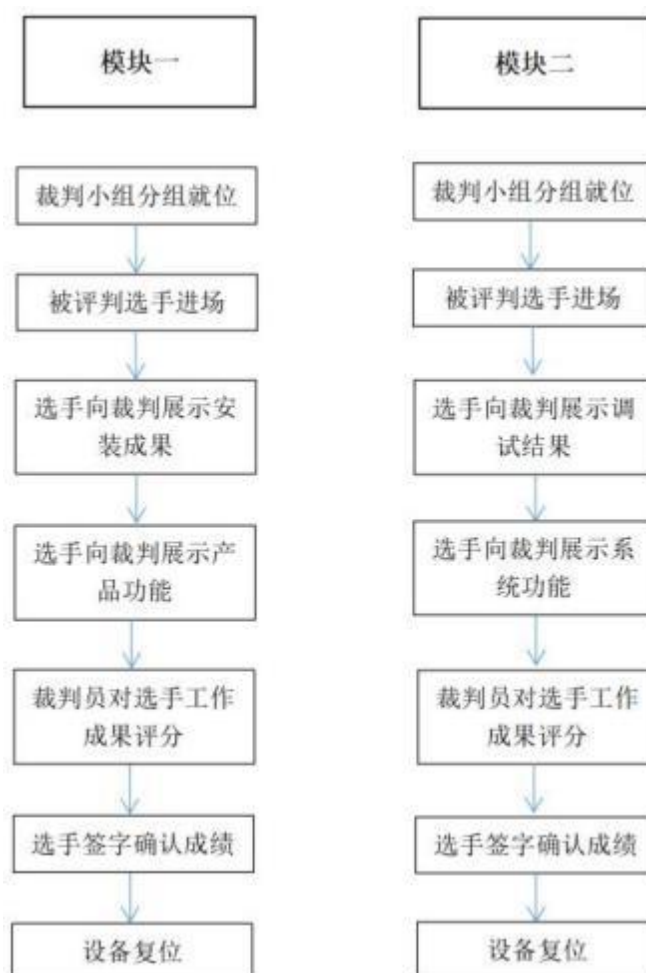 模块一
裁判小组分组就位
被评判选手进场
选手向裁判展示安
装成果
选手向裁判展示产
品功能
裁判员对选手工作
成果评分
选手签字确认成绩
设备复位
模块二
裁判小组分组就位
被评判选手进场
选手向裁判展示调
试结果
选手向裁判展示系
统功能
裁判员对选手工作
成果评分
选手签字确认成绩
设备复位